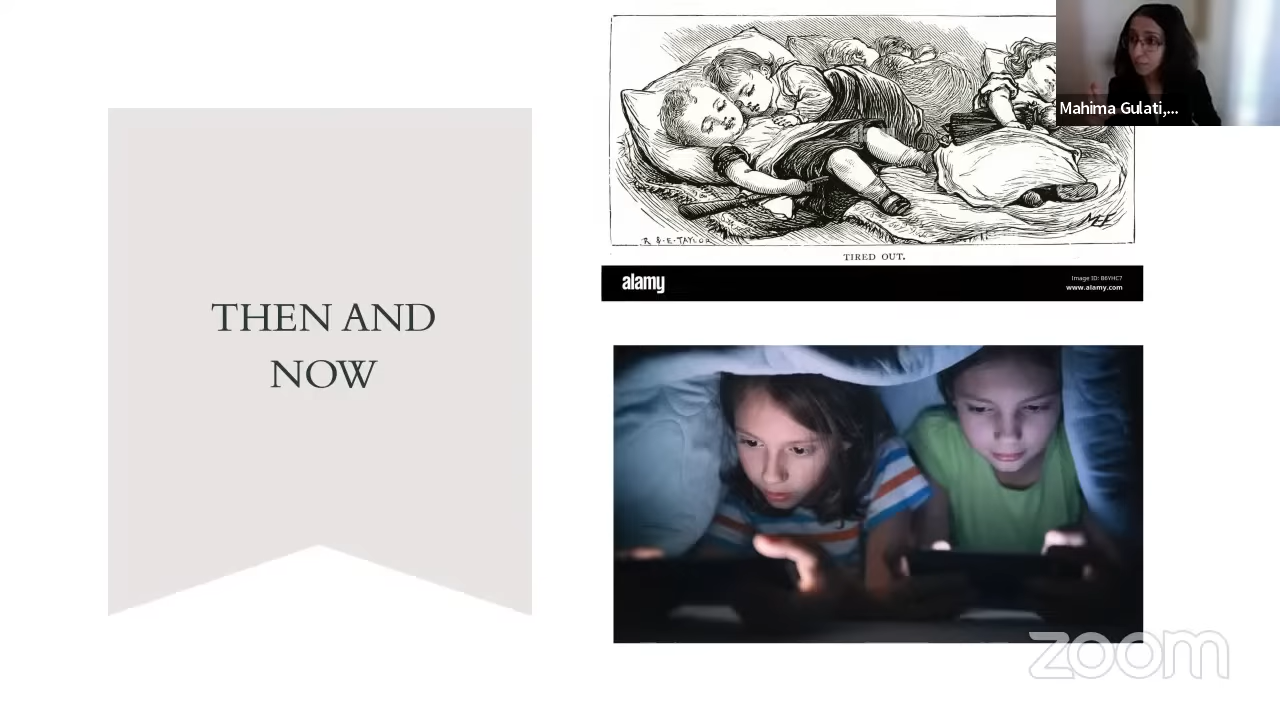 THEN AND
NOW
Mahima Gulati,...
R & E. TAYLOR
MEE
TIRED OUT.
alamy
Image ID: B6YHC7
www.alamy.com
zoom